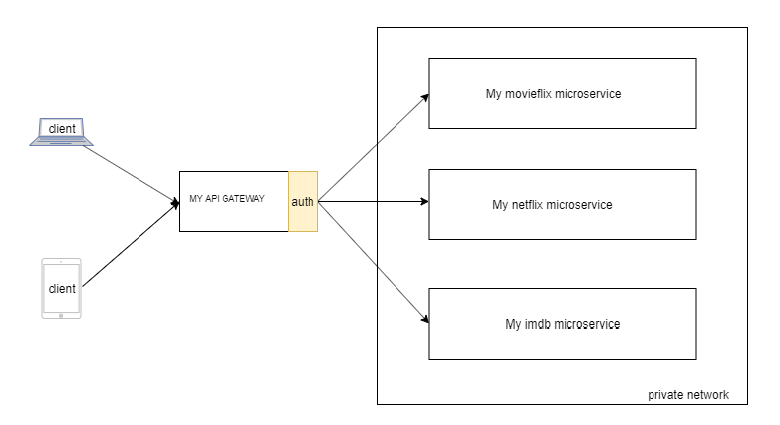 client
client
MY API GATEWAY
auth
My movieflix microservice
My netflix microservice
My imdb microservice
private network